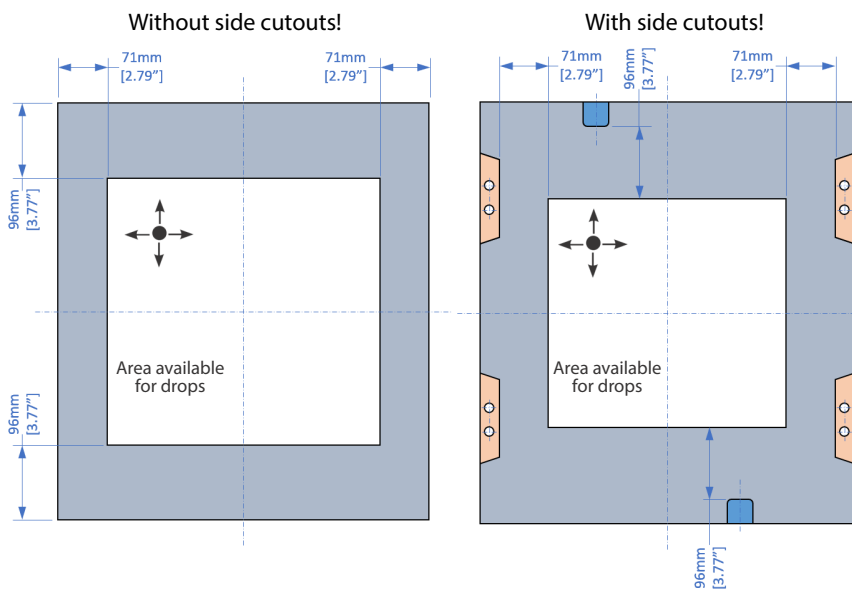 Without side cutouts!
71mm
[2.79”]
71mm
[2.79”]
96mm
[3.77”]
Area available
for drops
96mm
[3.77”]
With side cutouts!
71mm
[2.79”]
96mm
[3.77”]
71mm
[2.79”]
Area available
for drops
96mm
[3.77”]